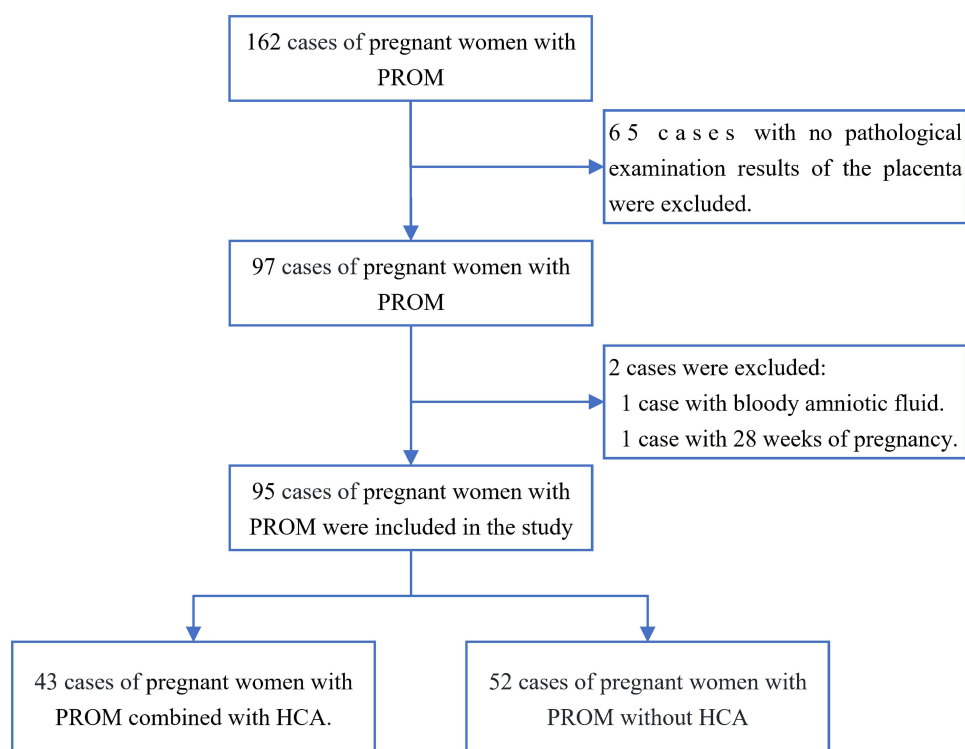 162 cases of pregnant women with
PROM
65 cases with no pathological
examination results of the placenta
were excluded.
97 cases of pregnant women with
PROM
2 cases were excluded:
1 case with bloody amniotic fluid.
1 case with 28 weeks of pregnancy.
95 cases of pregnant women with
PROM were included in the study
43 cases of pregnant women with
PROM combined with HCA.
52 cases of pregnant women with
PROM without HCA